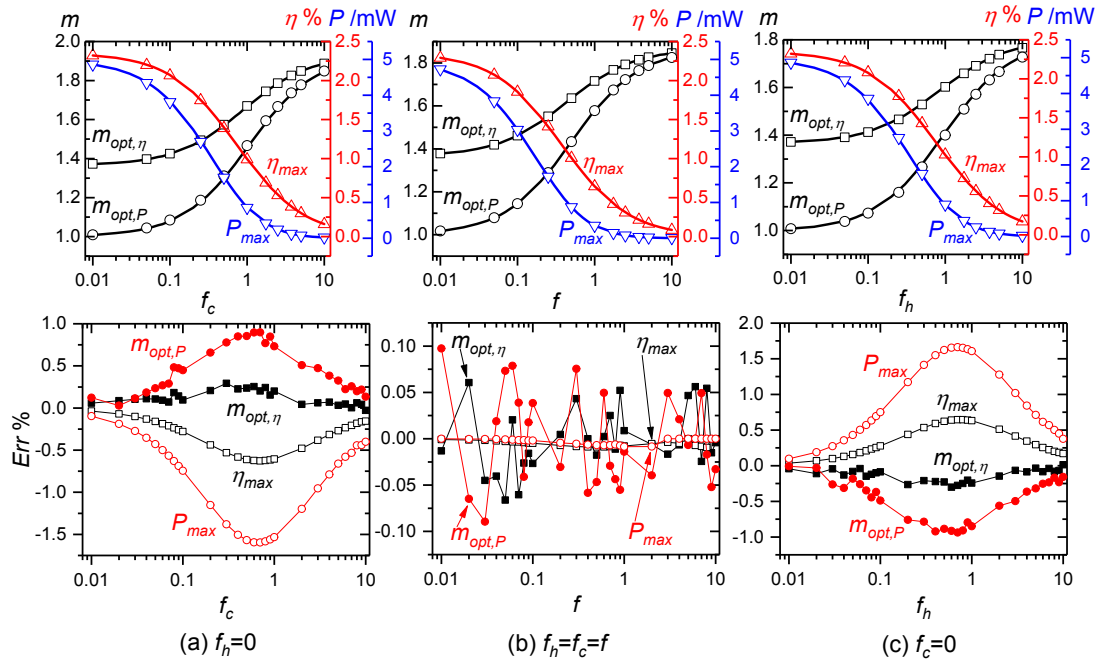 m η % P /mW η % P /mW η % P /mW
m m
2.0 2.5 5 2.0 2.5 5 1.8 2.5 5
1.8 2.0 4 1.8 2.0 4 1.6 2.0 4
1.6 1.5 3 1.6 1.5 3 1.4 1.5 3
1.4 1.0 2 1.4 1.0 2 1.2 1.0 2
1.2 0.5 1 1.2 0.5 1 1.0 0.5 1
1.0 0.0 0 1.0 0.0 0 0.0 0
m_opt,η m_opt,η m_opt,η
η_max η_max η_max
m_opt,P m_opt,P m_opt,P
P_max P_max P_max
0.01 0.1 1 10 0.01 0.1 1 10 0.01 0.1 1 10
f_c f f_h
Err %
1.0 0.10 2.0
0.5 0.05 1.5
0.0 0.00 1.0
-0.5 -0.05 0.5
-1.0 -0.10 0.0
-1.5 -0.5
-1.0
m_opt,P m_opt,η η_max P_max
m_opt,η η_max
η_max m_opt,η
P_max m_opt,P P_max m_opt,P
0.01 0.1 1 10 0.01 0.1 1 10 0.01 0.1 1 10
f_c f f_h
(a) f_h=0 (b) f_h=f_c=f (c) f_c=0